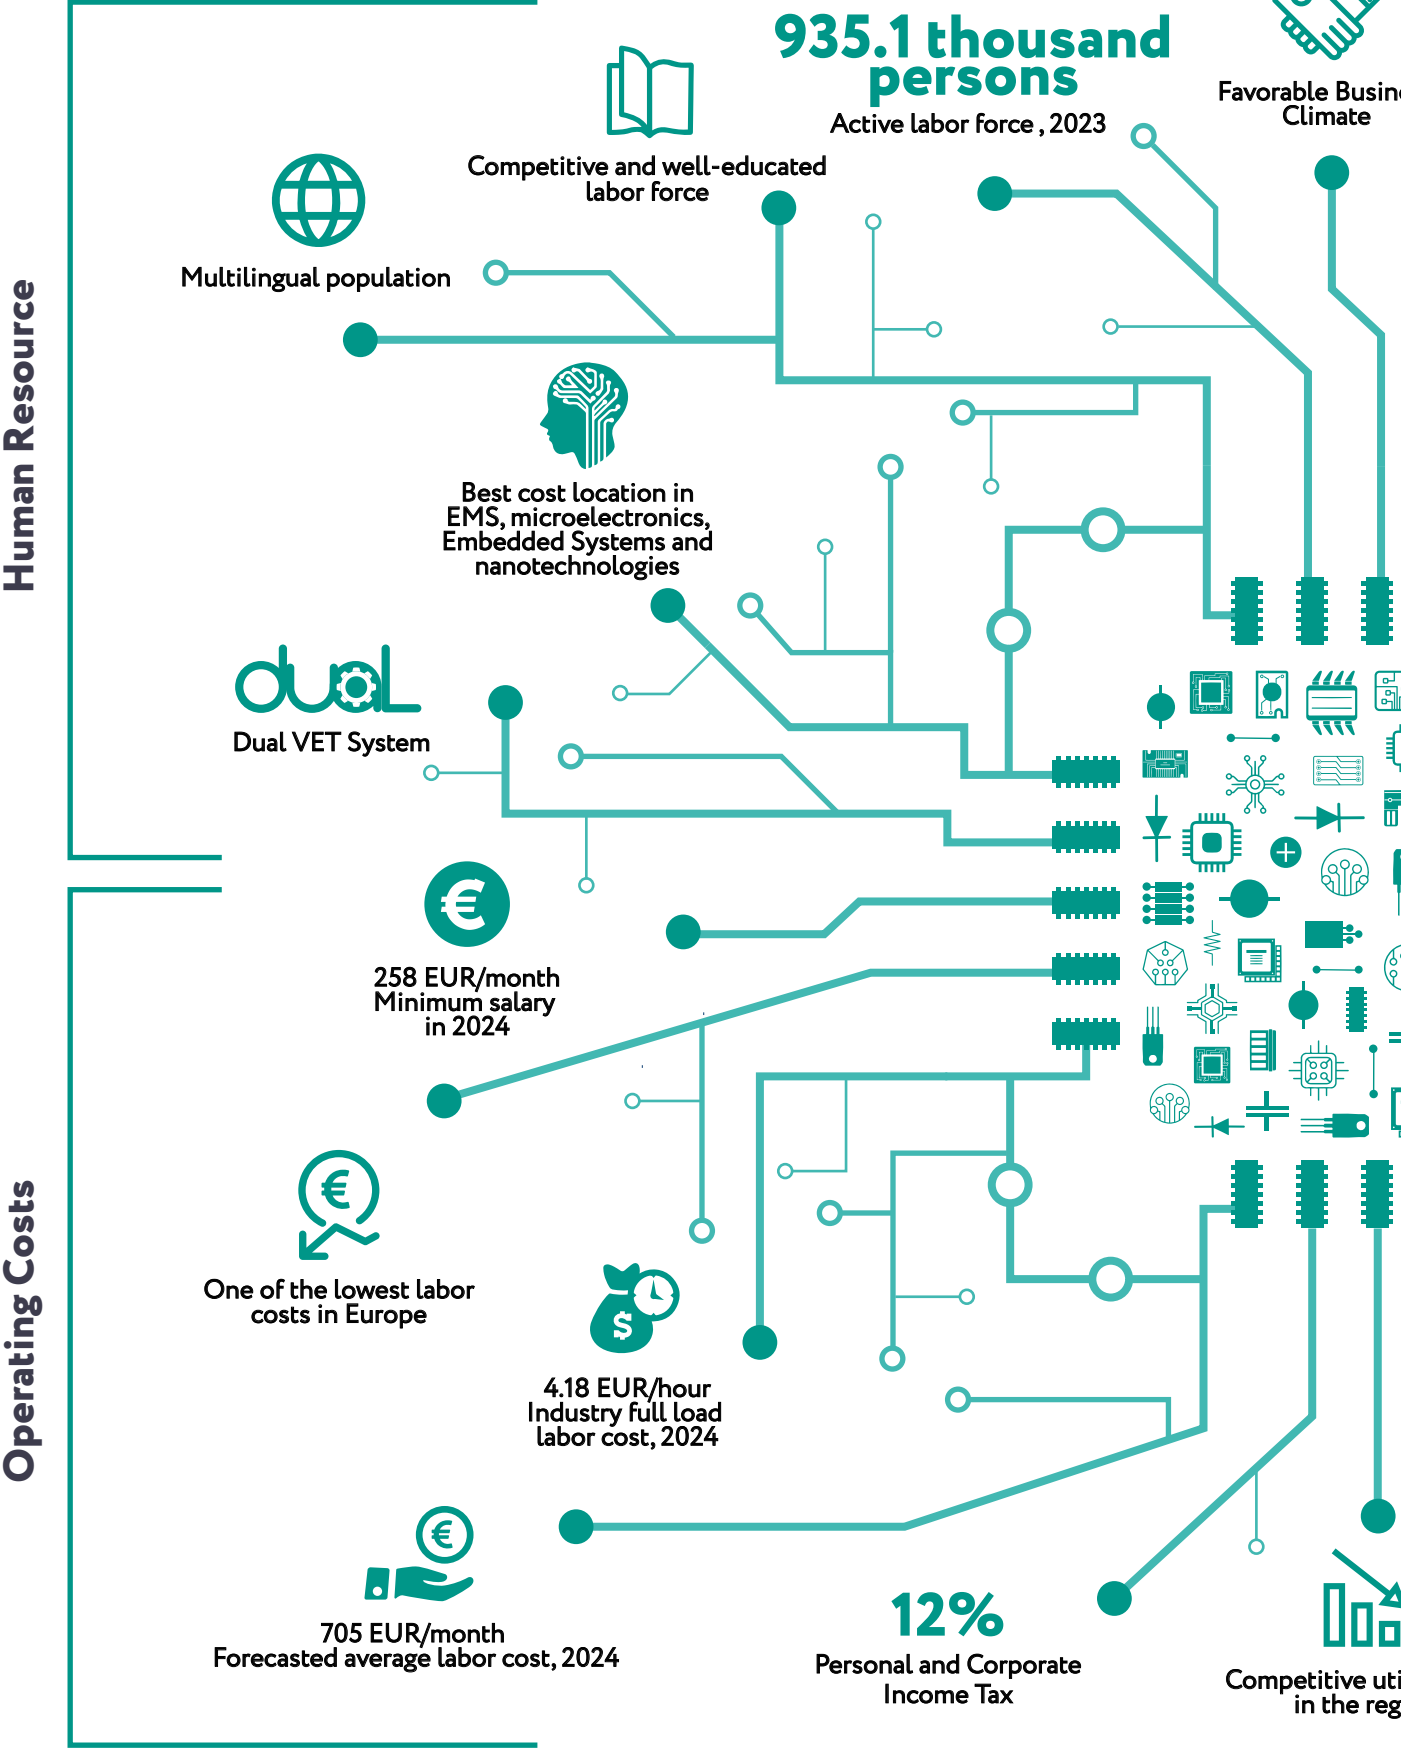 935.1 thousand
persons
Active labor force , 2023
Favorable
Climate
Competitive and well-educated
labor force
Multilingual population
Human Resource
Best cost location in
EMS, microelectronics,
Embedded Systems and
nanotechnologies
dual
Dual VET System
258 EUR/month
Minimum salary
in 2024
Operating Costs
One of the lowest labor
costs in Europe
4.18 EUR/hour
Industry full load
labor cost, 2024
705 EUR/month
Forecasted average labor cost, 2024
12%
Personal and Corporate
Income Tax
Competitive
in the